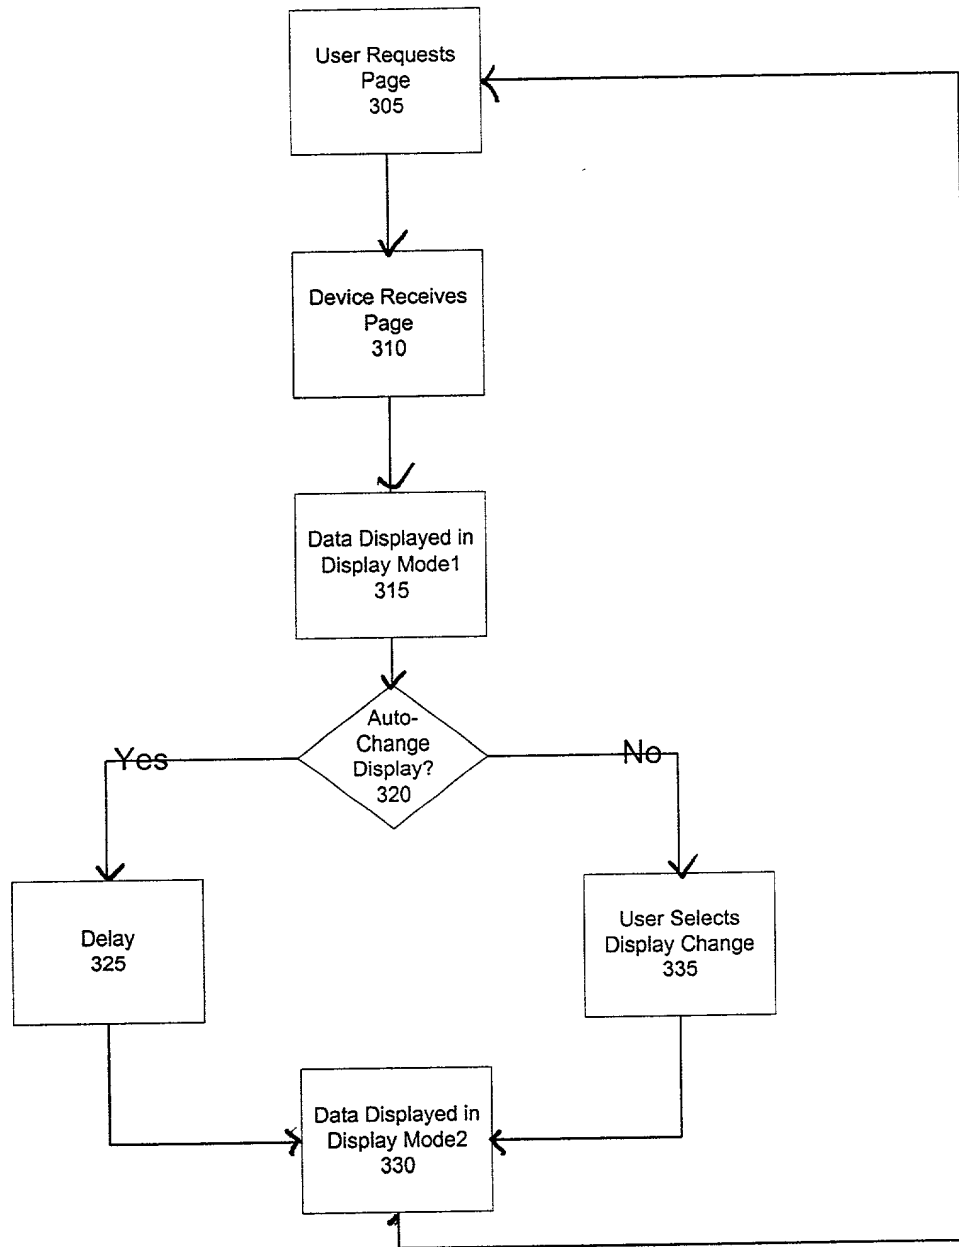 User Requests
Page
305
Device Receives
Page
310
Data Displayed in
Display Mode1
315
Auto-
Change
Display?
320
Yes
No
Delay
325
User Selects
Display Change
335
Data Displayed in
Display Mode2
330